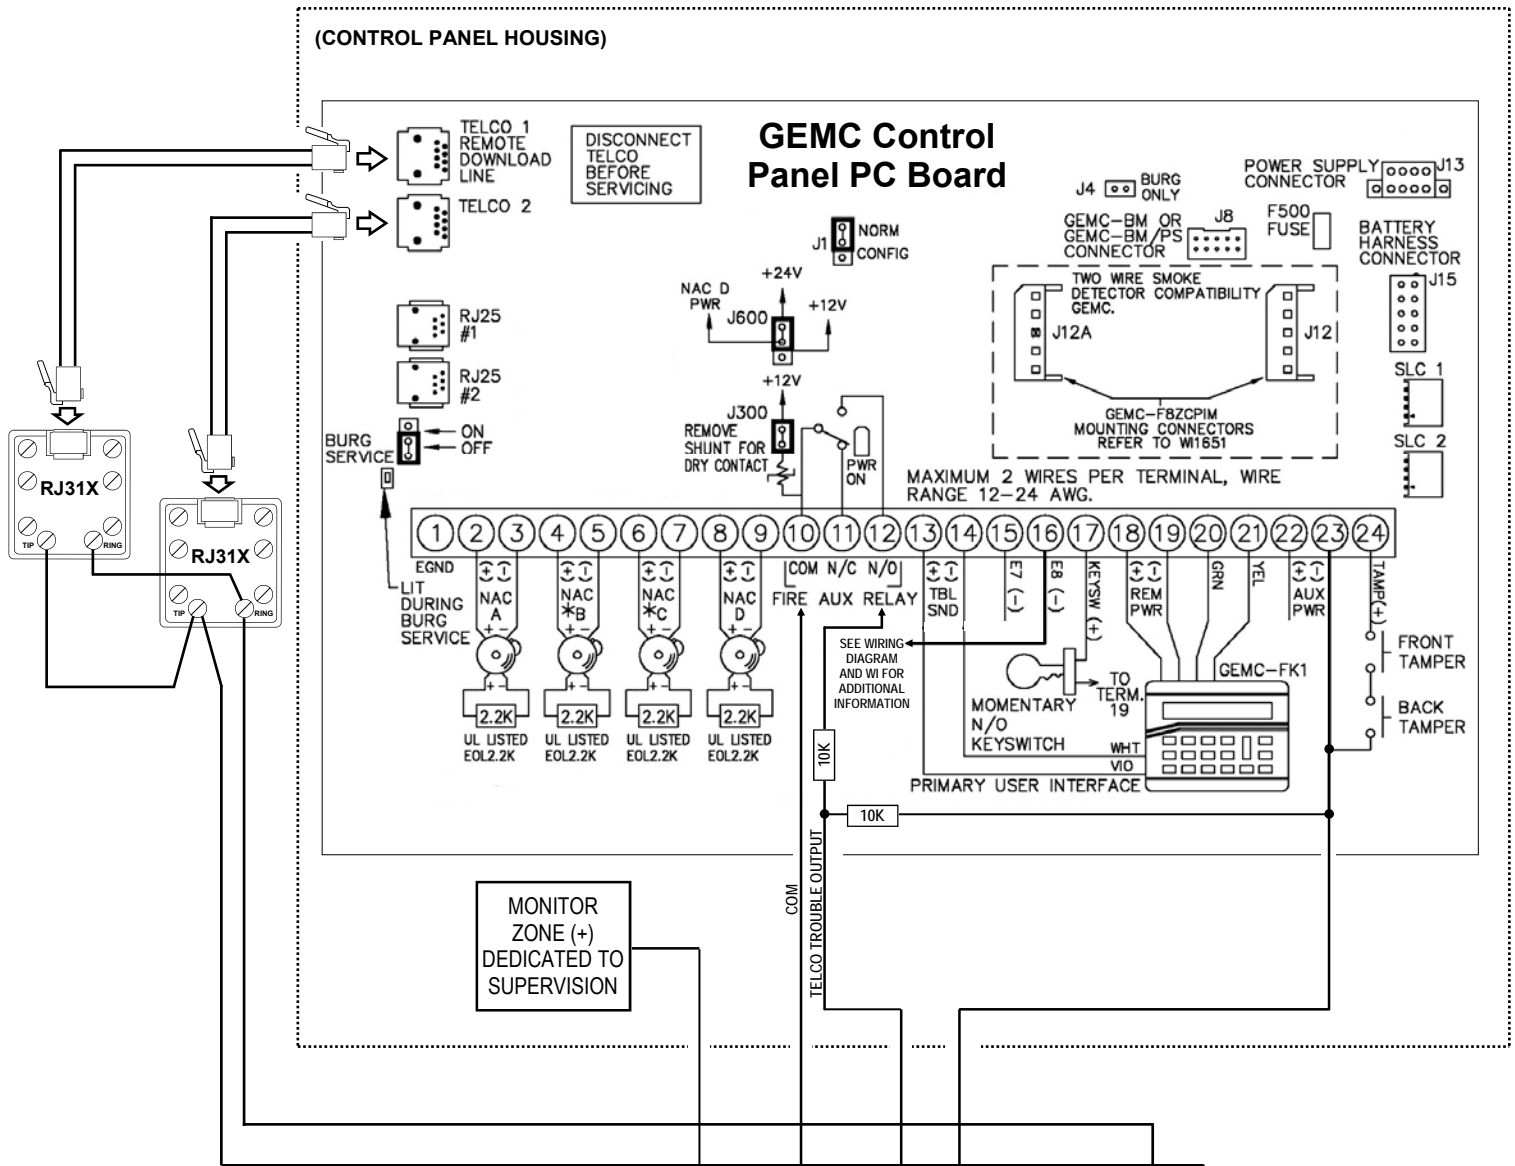 (CONTROL PANEL HOUSING)
TELCO 1
REMOTE
DOWNLOAD
LINE
DISCONNECT
TELCO
BEFORE
SERVICING
GEMC Control
Panel PC Board
TELCO 2
J4
BURG
ONLY
POWER SUPPLY
CONNECTOR
J13
GEMC-BM OR
GEMC-BM/PS
CONNECTOR
J8
F500
FUSE
BATTERY
HARNESS
CONNECTOR
J15
J1
NORM
CONFIG
+24V
NAC D
PWR
J600
+12V
TWO WIRE SMOKE
DETECTOR COMPATIBILITY
GEMC.
J12A
J12
GEMC-F8ZCPIM
MOUNTING CONNECTORS
REFER TO WI1651
RJ25
#1
RJ25
#2
SLC 1
SLC 2
+12V
J300
REMOVE
SHUNT FOR
DRY CONTACT
PWR
ON
BURG
SERVICE
ON
OFF
MAXIMUM 2 WIRES PER TERMINAL, WIRE
RANGE 12-24 AWG.
RJ31X
TIP
RING
RJ31X
TIP
RING
1 2 3 4 5 6 7 8 9 10 11 12 13 14 15 16 17 18 19 20 21 22 23 24
EGND
LIT
DURING
BURG
SERVICE
(+) (-)
NAC
A
+ -
+ -
2.2K
UL LISTED
EOL2.2K
(+) (-)
NAC
*B
+ -
+ -
2.2K
UL LISTED
EOL2.2K
(+) (-)
NAC
*C
+ -
+ -
2.2K
UL LISTED
EOL2.2K
(+) (-)
NAC
D
+ -
+ -
2.2K
UL LISTED
EOL2.2K
COM N/C N/O
FIRE AUX RELAY
(+) (-)
TBL
SND
E7 (-)
E8 (-)
KEYSW (+)
(+) (-)
REM
PWR
GRN
YEL
(+) (-)
AUX
PWR
TAMP(+)
SEE WIRING
DIAGRAM
AND WI FOR
ADDITIONAL
INFORMATION
TO
TERM.
19
MOMENTARY
N/O
KEYSWITCH
GEMC-FK1
WHT
VIO
PRIMARY USER INTERFACE
FRONT
TAMPER
BACK
TAMPER
10K
10K
COM
TELCO TROUBLE OUTPUT
MONITOR
ZONE (+)
DEDICATED TO
SUPERVISION